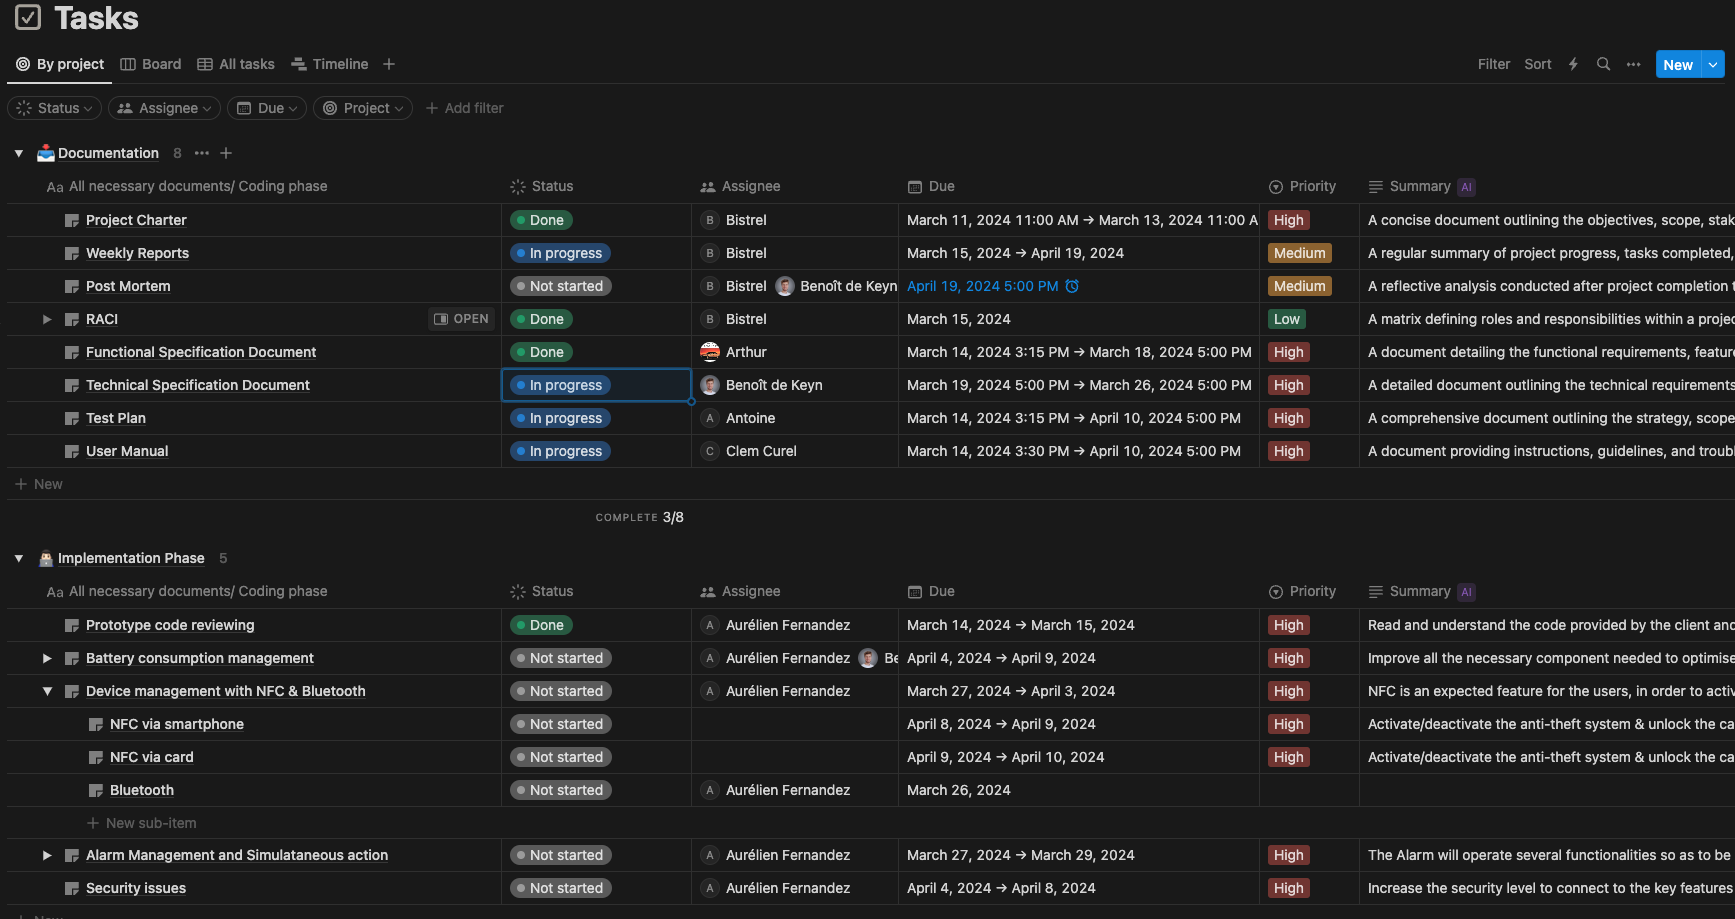 Tasks
By project Board All tasks Timeline
Filter Sort New
Status Assignee Due Project Add filter
Documentation 8
Aa All necessary documents/ Coding phase Status Assignee Due Priority Summary AI
Project Charter Done B Bistrel March 11, 2024 11:00 AM → March 13, 2024 11:00 A High A concise document outlining the objectives, scope, stak
Weekly Reports In progress B Bistrel March 15, 2024 → April 19, 2024 Medium A regular summary of project progress, tasks completed,
Post Mortem Not started B Bistrel Benoît de Keyn April 19, 2024 5:00 PM Medium A reflective analysis conducted after project completion t
RACI OPEN Done B Bistrel March 15, 2024 Low A matrix defining roles and responsibilities within a projec
Functional Specification Document Done Arthur March 14, 2024 3:15 PM → March 18, 2024 5:00 PM High A document detailing the functional requirements, feature
Technical Specification Document In progress Benoît de Keyn March 19, 2024 5:00 PM → March 26, 2024 5:00 PM High A detailed document outlining the technical requirements
Test Plan In progress A Antoine March 14, 2024 3:15 PM → April 10, 2024 5:00 PM High A comprehensive document outlining the strategy, scope
User Manual In progress C Clem Curel March 14, 2024 3:30 PM → April 10, 2024 5:00 PM High A document providing instructions, guidelines, and troubl
New
COMPLETE 3/8
Implementation Phase 5
Aa All necessary documents/ Coding phase Status Assignee Due Priority Summary AI
Prototype code reviewing Done A Aurélien Fernandez March 14, 2024 → March 15, 2024 High Read and understand the code provided by the client and
Battery consumption management Not started A Aurélien Fernandez Be April 4, 2024 → April 9, 2024 High Improve all the necessary component needed to optimise
Device management with NFC & Bluetooth Not started A Aurélien Fernandez March 27, 2024 → April 3, 2024 High NFC is an expected feature for the users, in order to activ
NFC via smartphone Not started April 8, 2024 → April 9, 2024 High Activate/deactivate the anti-theft system & unlock the ca
NFC via card Not started April 9, 2024 → April 10, 2024 High Activate/deactivate the anti-theft system & unlock the ca
Bluetooth Not started A Aurélien Fernandez March 26, 2024
New sub-item
Alarm Management and Simulataneous action Not started A Aurélien Fernandez March 27, 2024 → March 29, 2024 High The Alarm will operate several functionalities so as to be
Security issues Not started A Aurélien Fernandez April 4, 2024 → April 8, 2024 High Increase the security level to connect to the key features
New